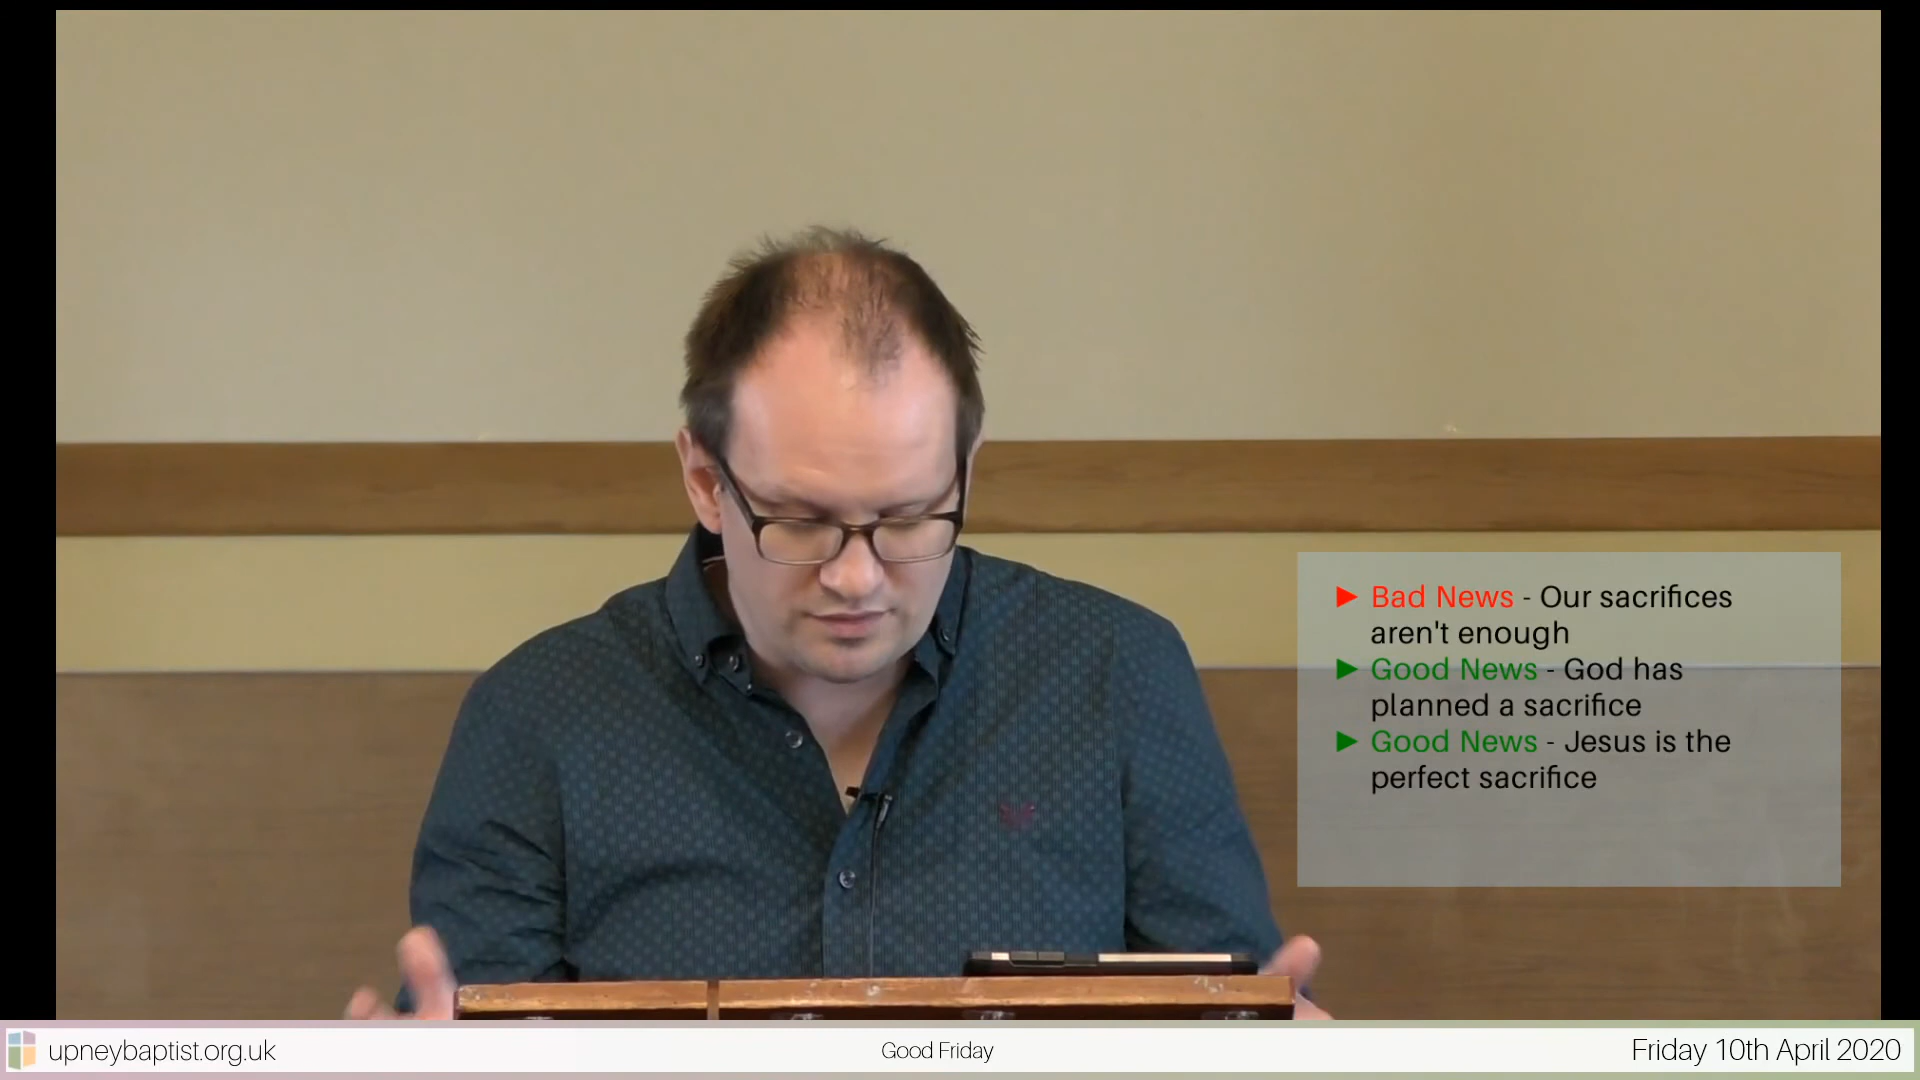 ► Bad News - Our sacrifices
aren't enough
► Good News - God has
planned a sacrifice
► Good News - Jesus is the
perfect sacrifice
upneybaptist.org.uk
Good Friday
Friday 10th April 2020